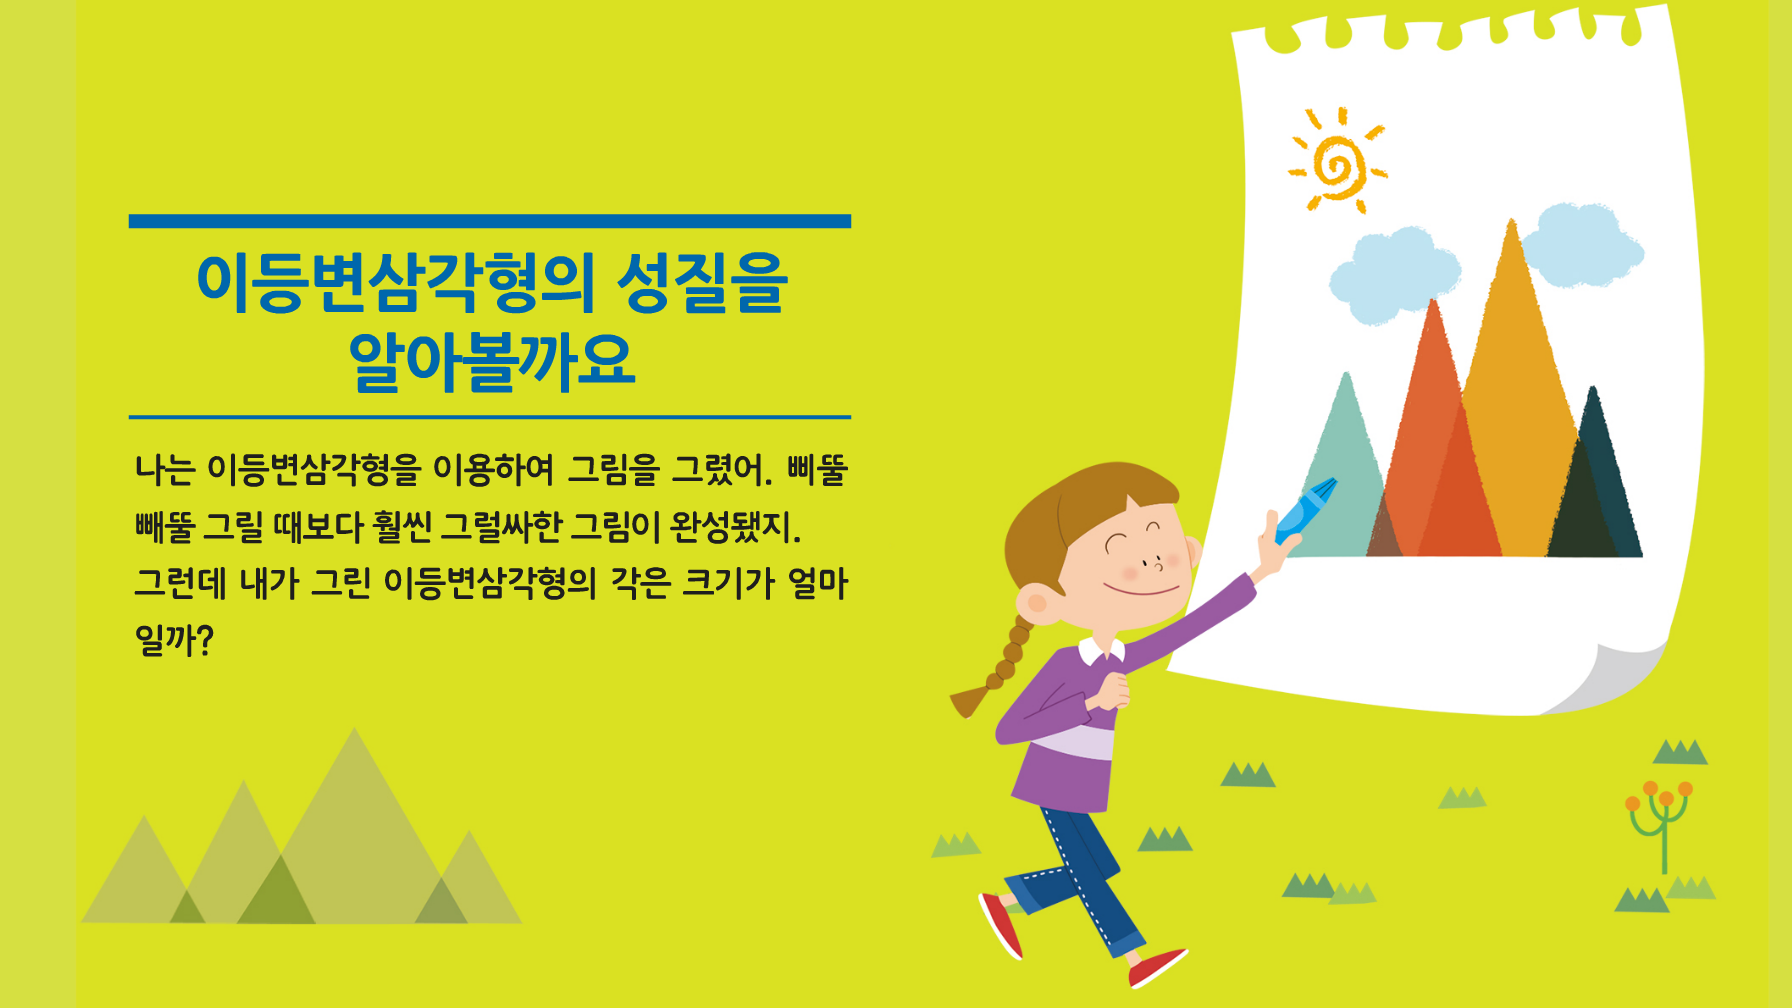 이등변삼각형의 성질을
알아볼까요
나는 이등변삼각형을 이용하여 그림을 그렸어. 삐뚤
빼뚤 그릴 때보다 훨씬 그럴싸한 그림이 완성됐지.
그런데 내가 그린 이등변삼각형의 각은 크기가 얼마
일까?